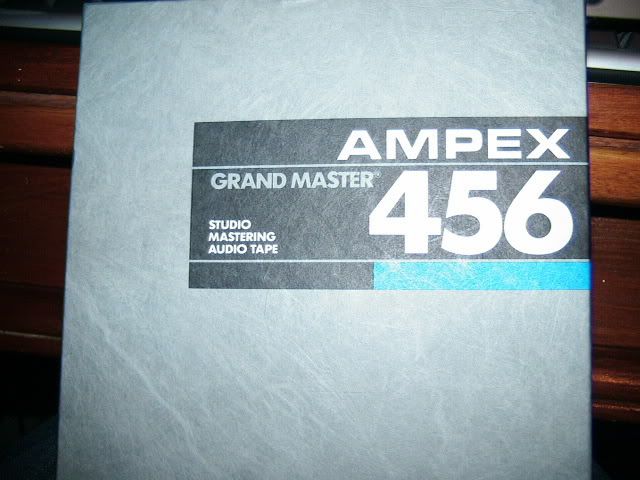 AMPEX
GRAND MASTER®
456
STUDIO
MASTERING
AUDIO TAPE